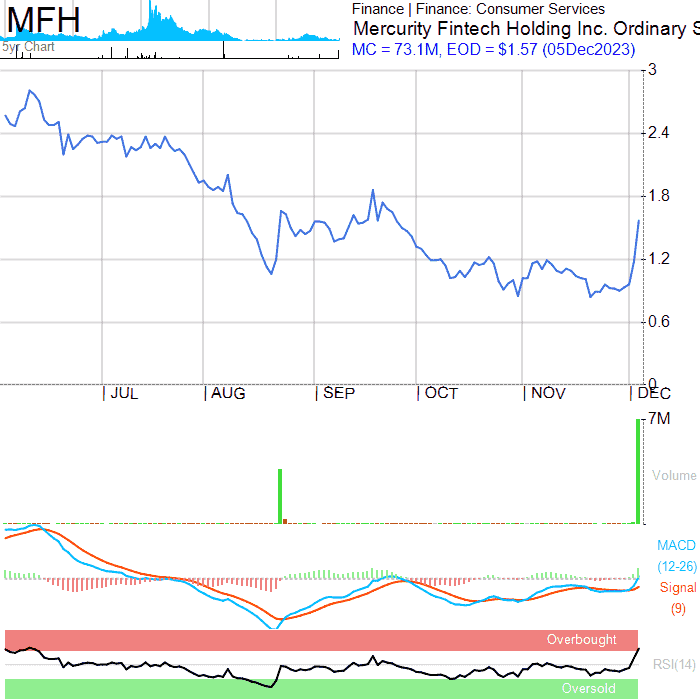 MFH
5yr Chart
Finance | Finance: Consumer Services
Mercurity Fintech Holding Inc. Ordinary S
MC = 73.1M, EOD = $1.57 (05Dec2023)
3
2.4
1.8
1.2
0.6
0
JUL AUG SEP OCT NOV DEC
7M
Volume
MACD
(12-26)
Signal
(9)
Overbought
RSI(14)
Oversold